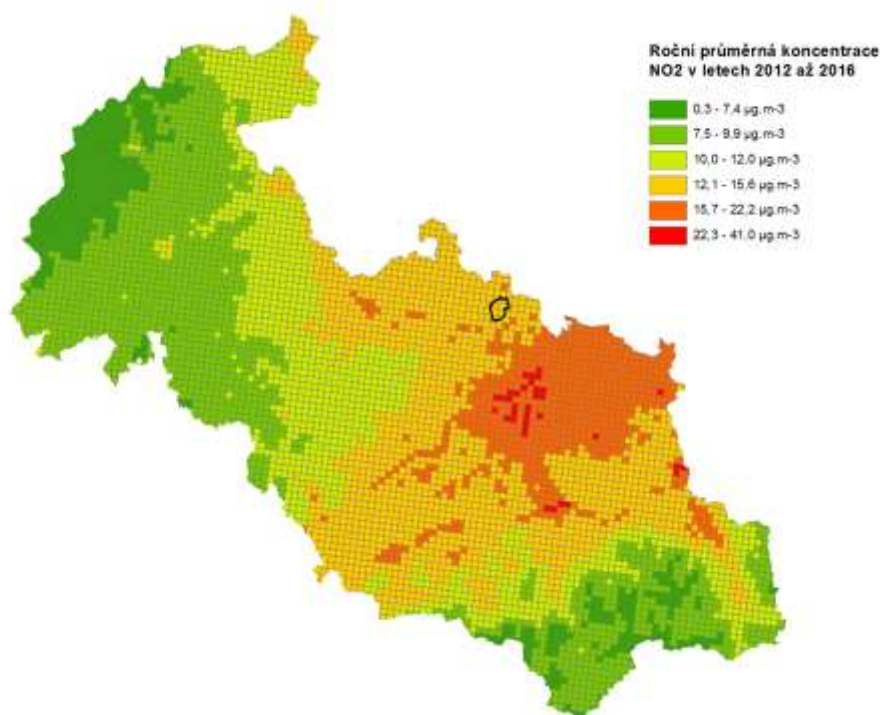 Roční průměrná koncentrace
NO2 v letech 2012 až 2016
0,3 - 7,4 µg.m-3
7,5 - 9,9 µg.m-3
10,0 - 12,0 µg.m-3
12,1 - 15,6 µg.m-3
15,7 - 22,2 µg.m-3
22,3 - 41,0 µg.m-3